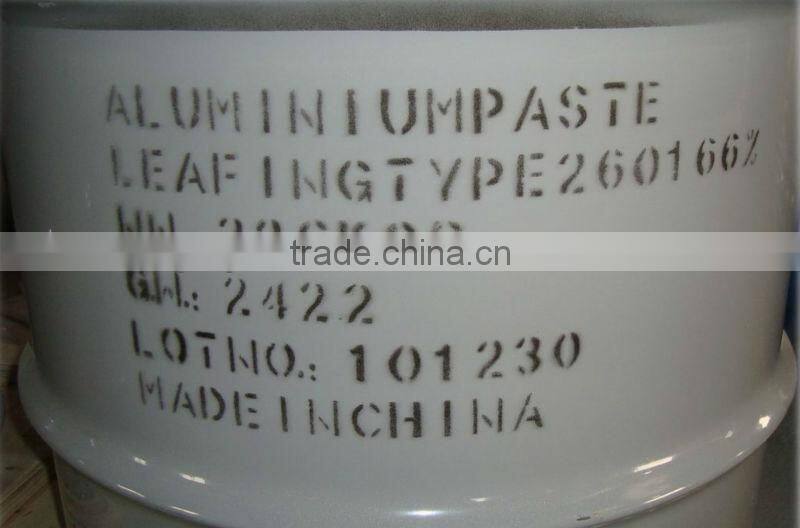 ALUMINIUMPASTE
LEAFINGTYPE260166%
trade.china.cn
G.W.: 2422
LOTNO.: 101230
MADEINCHINA